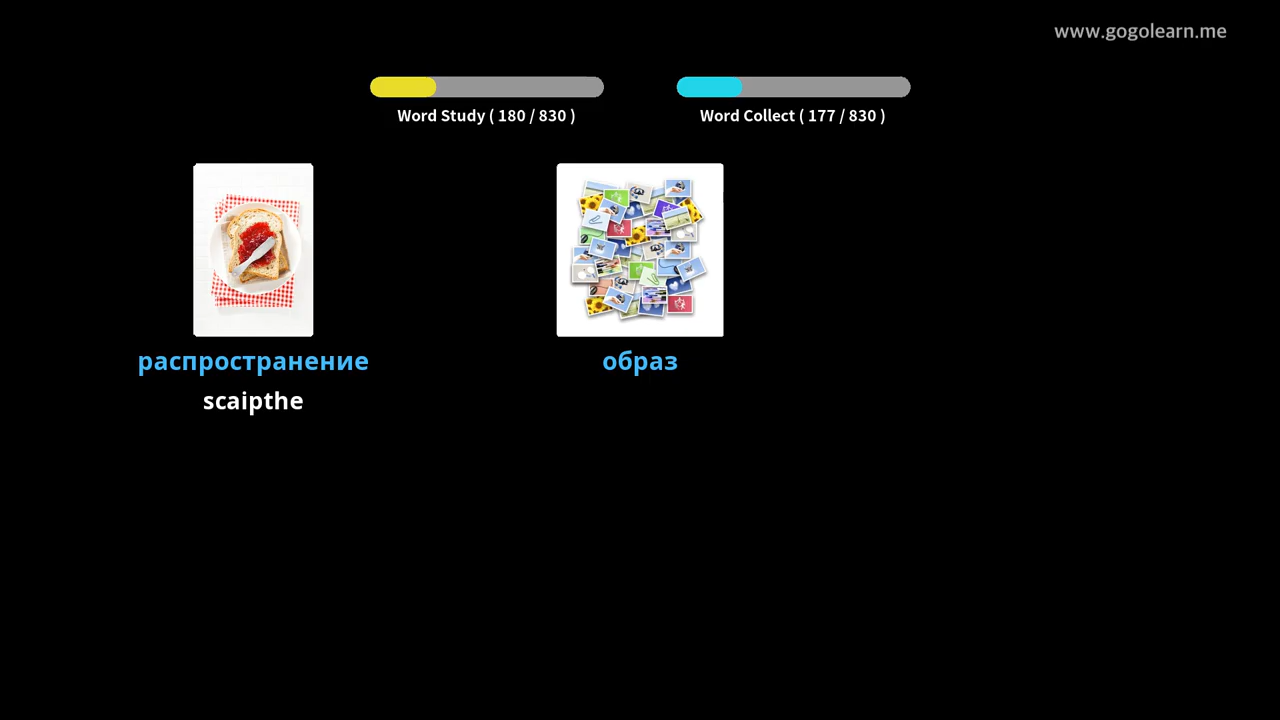 www.gogolearn.me
Word Study ( 180 / 830 )
Word Collect ( 177 / 830 )
распространение
scaipthe
образ